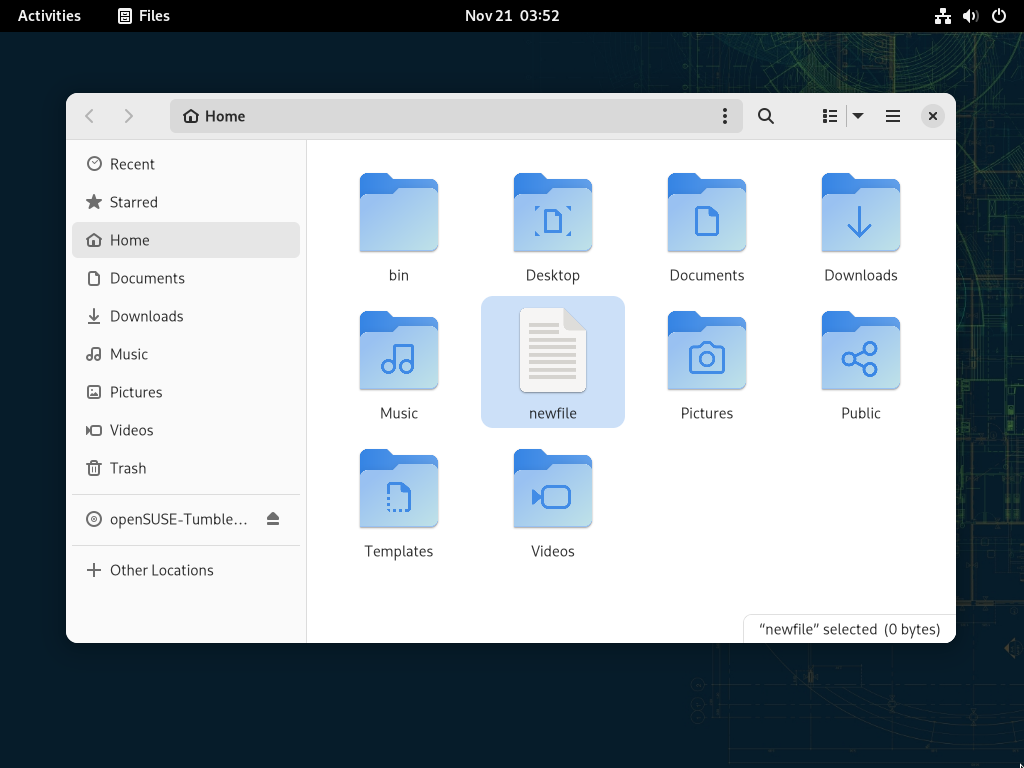 Activities Files Nov 21 03:52
Home
Recent
Starred
Home
Documents
Downloads
Music
Pictures
Videos
Trash
openSUSE-Tumble...
Other Locations
bin Desktop Documents Downloads
Music newfile Pictures Public
Templates Videos
“newfile” selected (0 bytes)